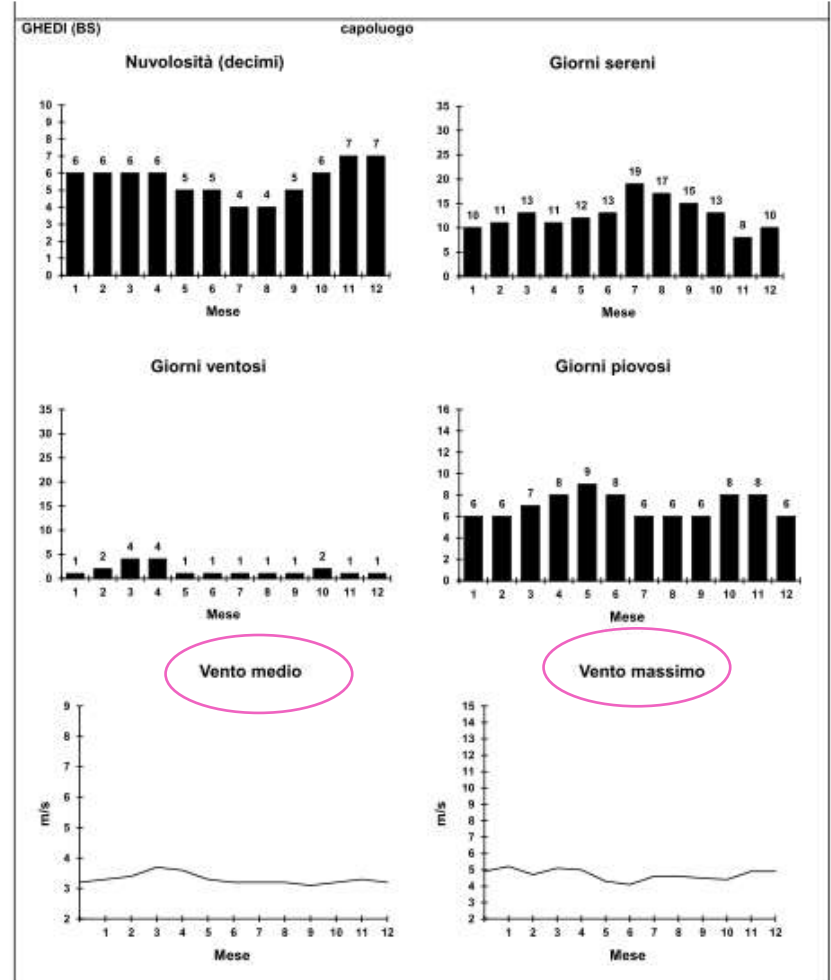 GHEDI (BS) capoluogo
Nuvolosità (decimi)
10
9
8
7
6
5
4
3
2
1
0
6 6 6 6 5 5 4 4 5 6 7 7
1 2 3 4 5 6 7 8 9 10 11 12
Mese
Giorni sereni
35
30
25
20
15
10
5
0
10 11 13 11 12 13 19 17 15 13 8 10
1 2 3 4 5 6 7 8 9 10 11 12
Mese
Giorni ventosi
35
30
25
20
15
10
5
0
1 2 4 4 1 1 1 1 1 2 1 1
1 2 3 4 5 6 7 8 9 10 11 12
Mese
Giorni piovosi
16
14
12
10
8
6
4
2
0
6 6 7 8 9 8 6 6 6 8 8 6
1 2 3 4 5 6 7 8 9 10 11 12
Mese
Vento medio
9
8
7
6
5
4
3
2
m/s
1 2 3 4 5 6 7 8 9 10 11 12
Mese
Vento massimo
15
14
13
12
11
10
9
8
7
6
5
4
3
2
m/s
1 2 3 4 5 6 7 8 9 10 11 12
Mese